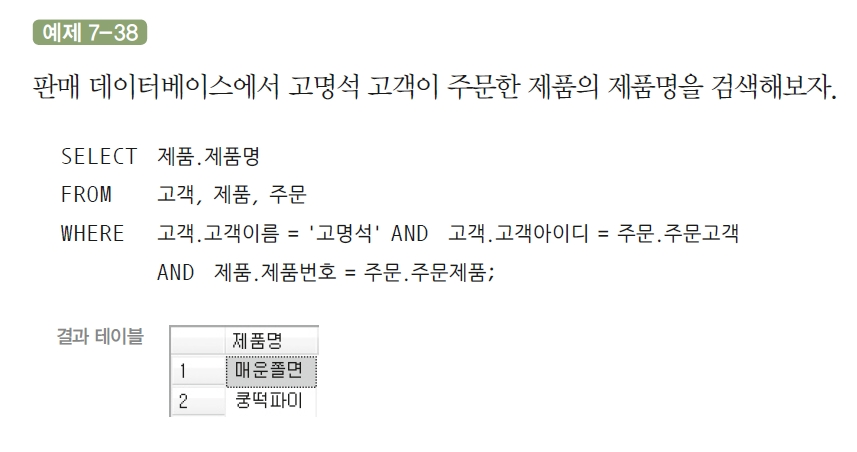 예제 7-38
판매 데이터베이스에서 고명석 고객이 주문한 제품의 제품명을 검색해보자.
SELECT 제품.제품명
FROM 고객, 제품, 주문
WHERE 고객.고객이름 = '고명석' AND 고객.고객아이디 = 주문.주문고객
AND 제품.제품번호 = 주문.주문제품;
결과 테이블
제품명
1 매운쫄면
2 쿵떡파이